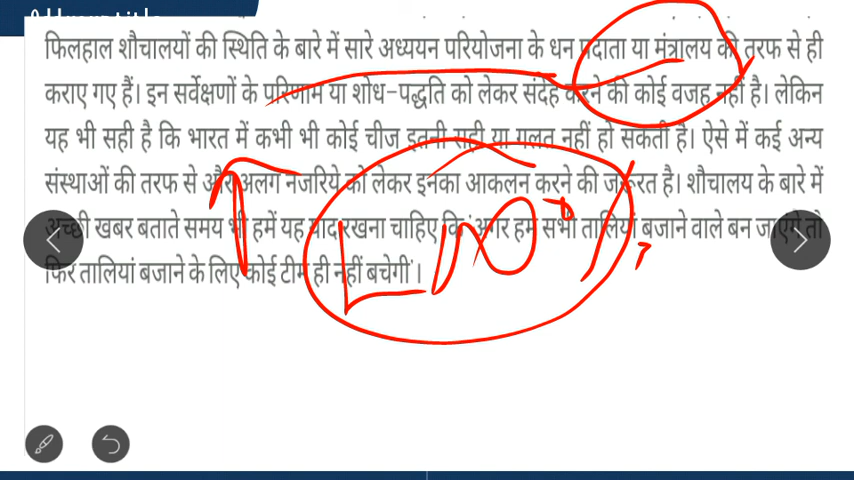 फिलहाल शौचालयों की स्थिति के बारे में सारे अध्ययन परियोजना के धन प्रदाता या मंत्रालय की तरफ से ही
कराए गए हैं। इन सर्वेक्षणों के परिणाम या शोध-पद्धति को लेकर संदेह करने की कोई वजह नहीं है। लेकिन
यह भी सही है कि भारत में कभी भी कोई चीज इतनी सही या गलत नहीं हो सकती है। ऐसे में कई अन्य
संस्थाओं की तरफ से और अलग नजरिये को लेकर इनका आकलन करने की जरूरत है। शौचालय के बारे में
अच्छी खबर बताते समय भी हमें यह याद रखना चाहिए कि 'अगर हम सभी तालियां बजाने वाले बन जाएंगे तो
फिर तालियां बजाने के लिए कोई टीम ही नहीं बचेगी'।